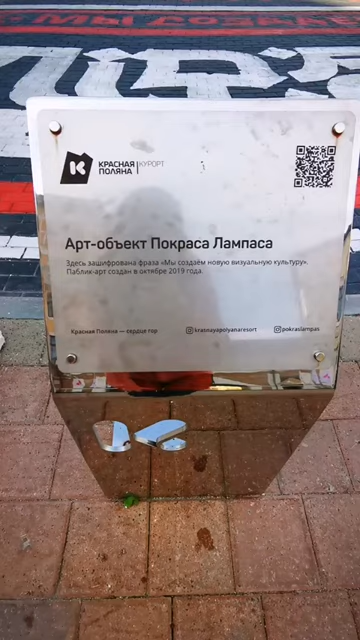 КРАСНАЯ
ПОЛЯНА
КУРОРТ
Арт-объект Покраса Лампаса
Здесь зашифрована фраза «Мы создаём новую визуальную культуру».
Паблик-арт создан в октябре 2019 года.
Красная Поляна — сердце гор
krasnayapolyanaresort
pokraslampas